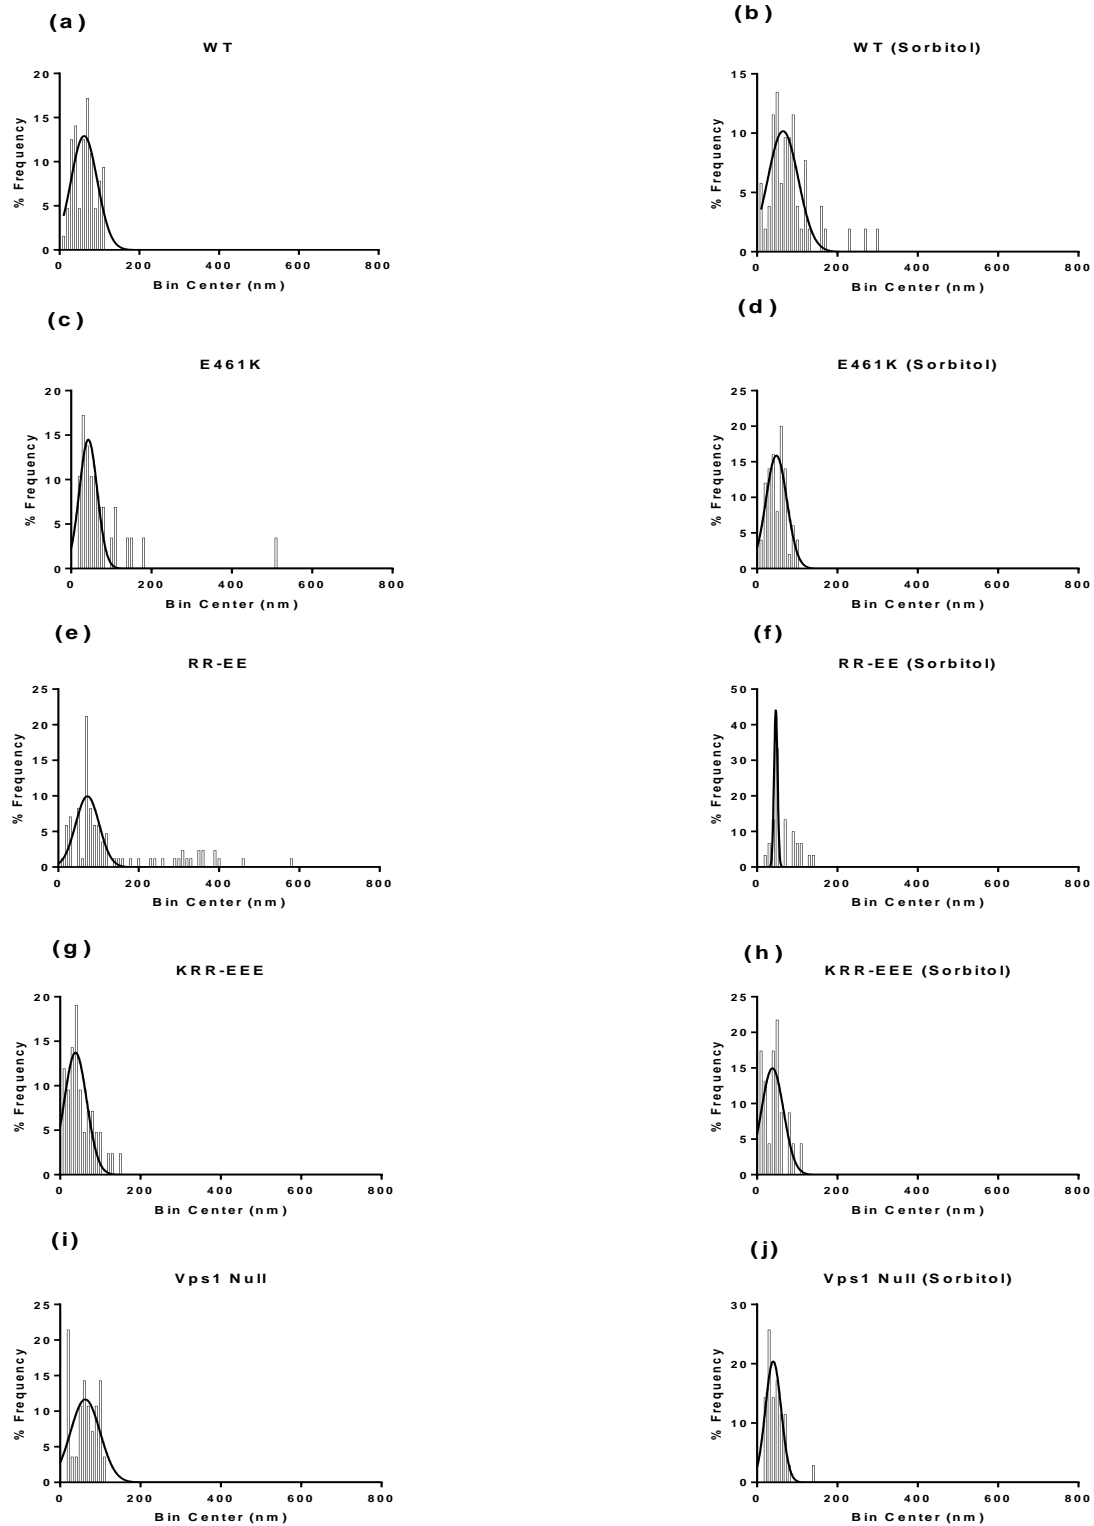 (a)
WT
% Frequency
20
15
10
5
0
0 200 400 600 800
Bin Center (nm)
(b)
WT (Sorbitol)
% Frequency
15
10
5
0
0 200 400 600 800
Bin Center (nm)
(c)
E461K
% Frequency
20
15
10
5
0
0 200 400 600 800
Bin Center (nm)
(d)
E461K (Sorbitol)
% Frequency
25
20
15
10
5
0
0 200 400 600 800
Bin Center (nm)
(e)
RR-EE
% Frequency
25
20
15
10
5
0
0 200 400 600 800
Bin Center (nm)
(f)
RR-EE (Sorbitol)
% Frequency
50
40
30
20
10
0
0 200 400 600 800
Bin Center (nm)
(g)
KRR-EEE
% Frequency
20
15
10
5
0
0 200 400 600 800
Bin Center (nm)
(h)
KRR-EEE (Sorbitol)
% Frequency
25
20
15
10
5
0
0 200 400 600 800
Bin Center (nm)
(i)
Vps1 Null
% Frequency
25
20
15
10
5
0
0 200 400 600 800
Bin Center (nm)
(j)
Vps1 Null (Sorbitol)
% Frequency
30
20
10
0
0 200 400 600 800
Bin Center (nm)